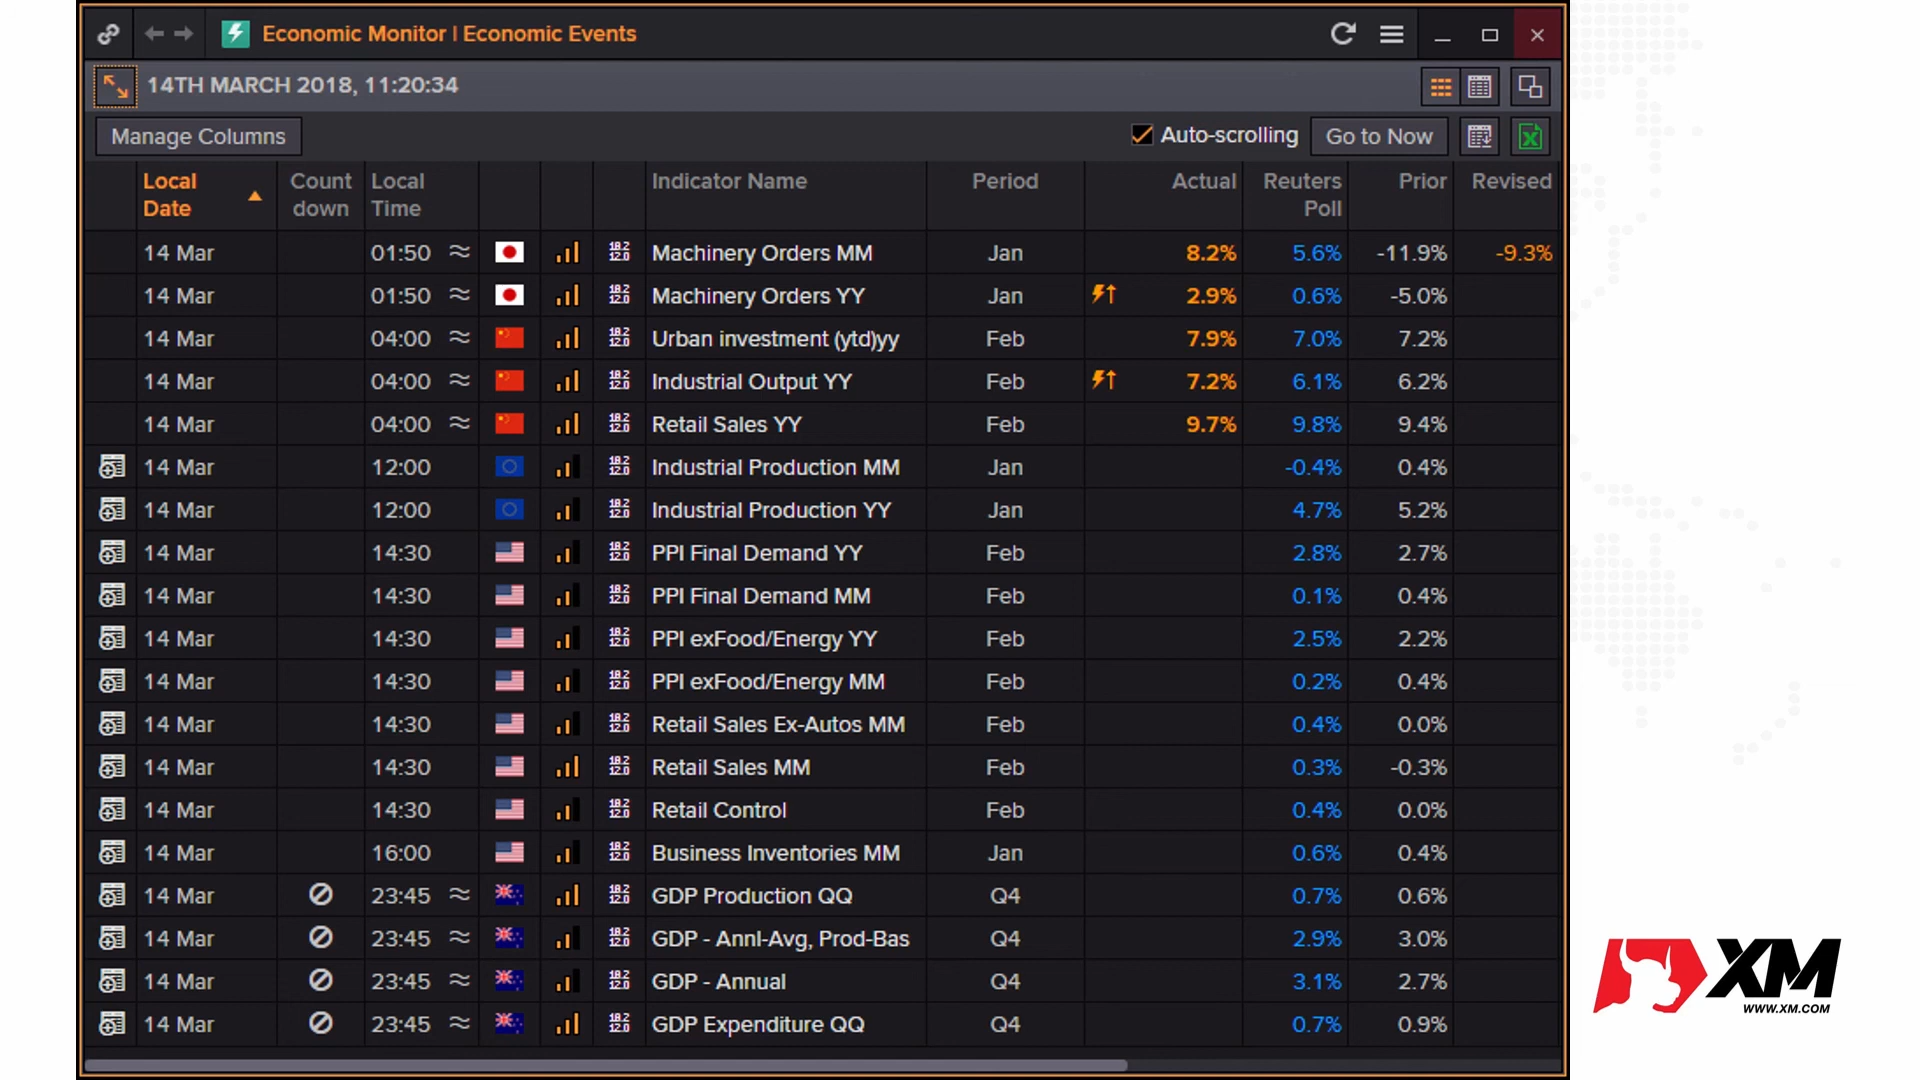 Economic Monitor | Economic Events
14TH MARCH 2018, 11:20:34
Manage Columns Auto-scrolling Go to Now
Local Date Count down Local Time Indicator Name Period Actual Reuters Poll Prior Revised
14 Mar 01:50 Machinery Orders MM Jan 8.2% 5.6% -11.9% -9.3%
14 Mar 01:50 Machinery Orders YY Jan 2.9% 0.6% -5.0%
14 Mar 04:00 Urban investment (ytd)yy Feb 7.9% 7.0% 7.2%
14 Mar 04:00 Industrial Output YY Feb 7.2% 6.1% 6.2%
14 Mar 04:00 Retail Sales YY Feb 9.7% 9.8% 9.4%
14 Mar 12:00 Industrial Production MM Jan -0.4% 0.4%
14 Mar 12:00 Industrial Production YY Jan 4.7% 5.2%
14 Mar 14:30 PPI Final Demand YY Feb 2.8% 2.7%
14 Mar 14:30 PPI Final Demand MM Feb 0.1% 0.4%
14 Mar 14:30 PPI exFood/Energy YY Feb 2.5% 2.2%
14 Mar 14:30 PPI exFood/Energy MM Feb 0.2% 0.4%
14 Mar 14:30 Retail Sales Ex-Autos MM Feb 0.4% 0.0%
14 Mar 14:30 Retail Sales MM Feb 0.3% -0.3%
14 Mar 14:30 Retail Control Feb 0.4% 0.0%
14 Mar 16:00 Business Inventories MM Jan 0.6% 0.4%
14 Mar 23:45 GDP Production QQ Q4 0.7% 0.6%
14 Mar 23:45 GDP - Annl-Avg, Prod-Bas Q4 2.9% 3.0%
14 Mar 23:45 GDP - Annual Q4 3.1% 2.7%
14 Mar 23:45 GDP Expenditure QQ Q4 0.7% 0.9%
XM
WWW.XM.COM